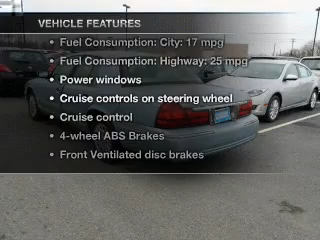 VEHICLE FEATURES
• Fuel Consumption: City: 17 mpg
• Fuel Consumption: Highway: 25 mpg
• Power windows
• Cruise controls on steering wheel
• Cruise control
• 4-wheel ABS Brakes
• Front Ventilated disc brakes